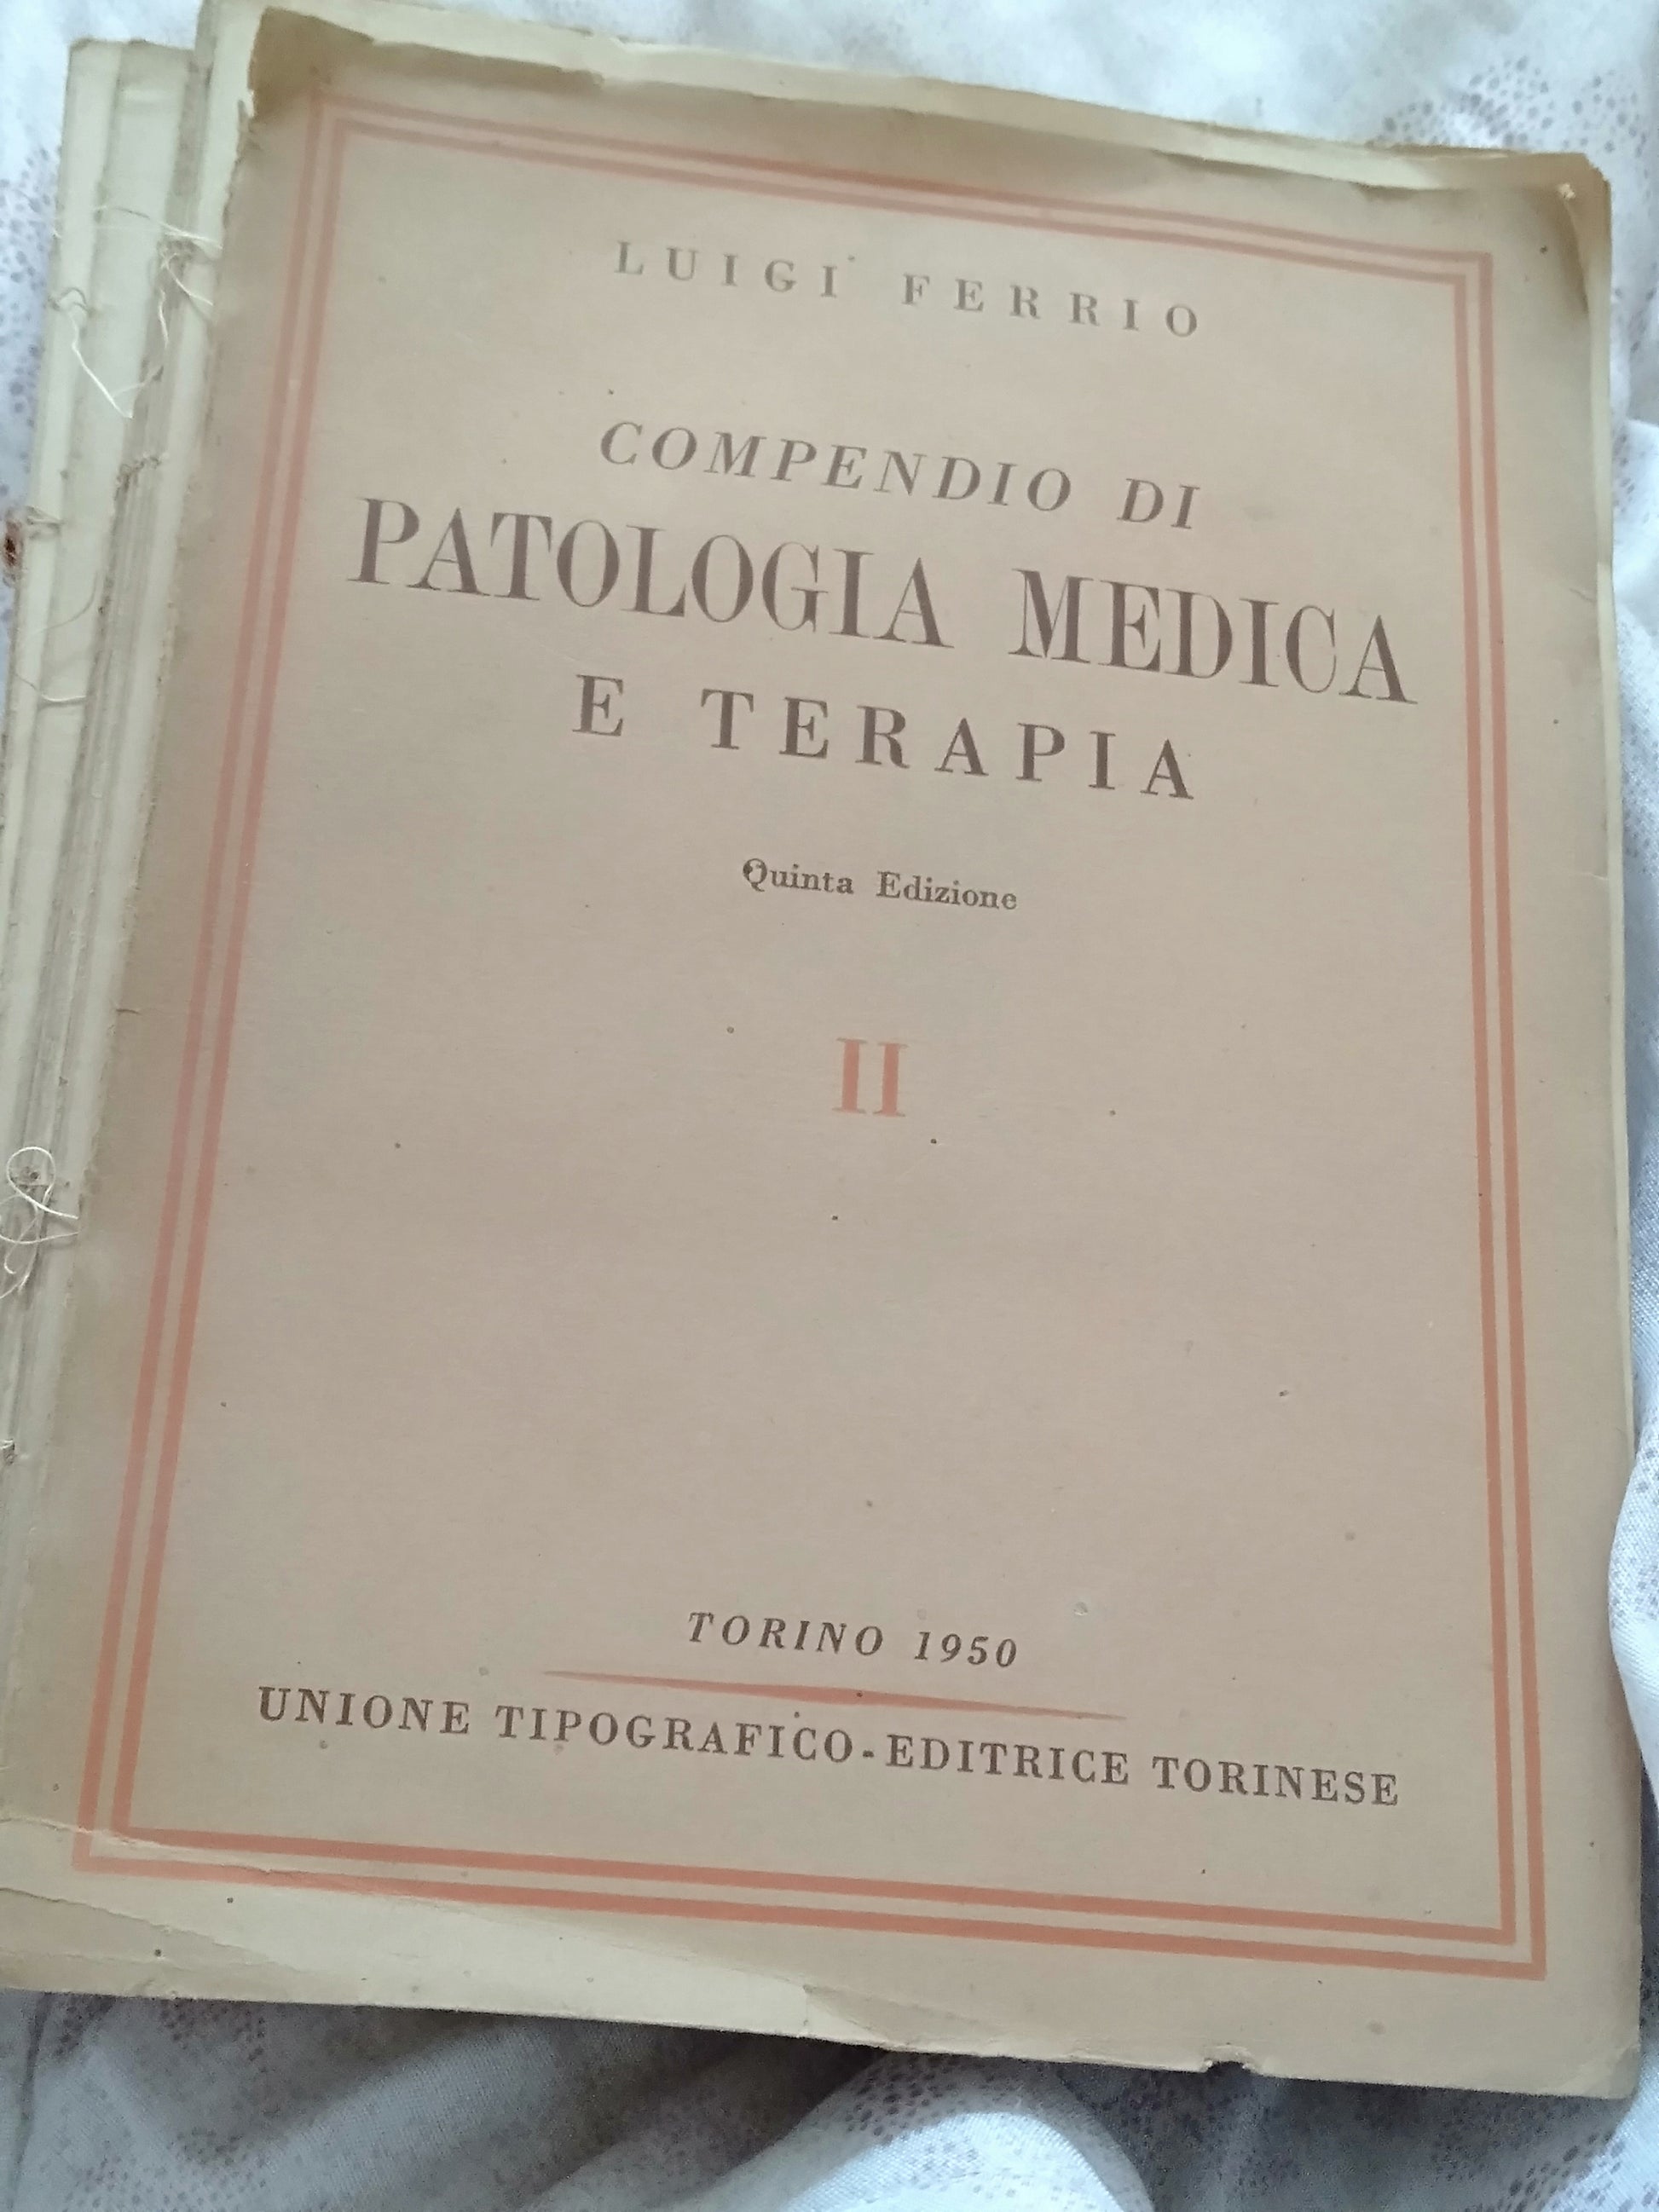 LUIGI FERRIO
COMPENDIO DI
PATOLOGIA MEDICA
E TERAPIA
Quinta Edizione
II
TORINO 1950
UNIONE TIPOGRAFICO-EDITRICE TORINESE